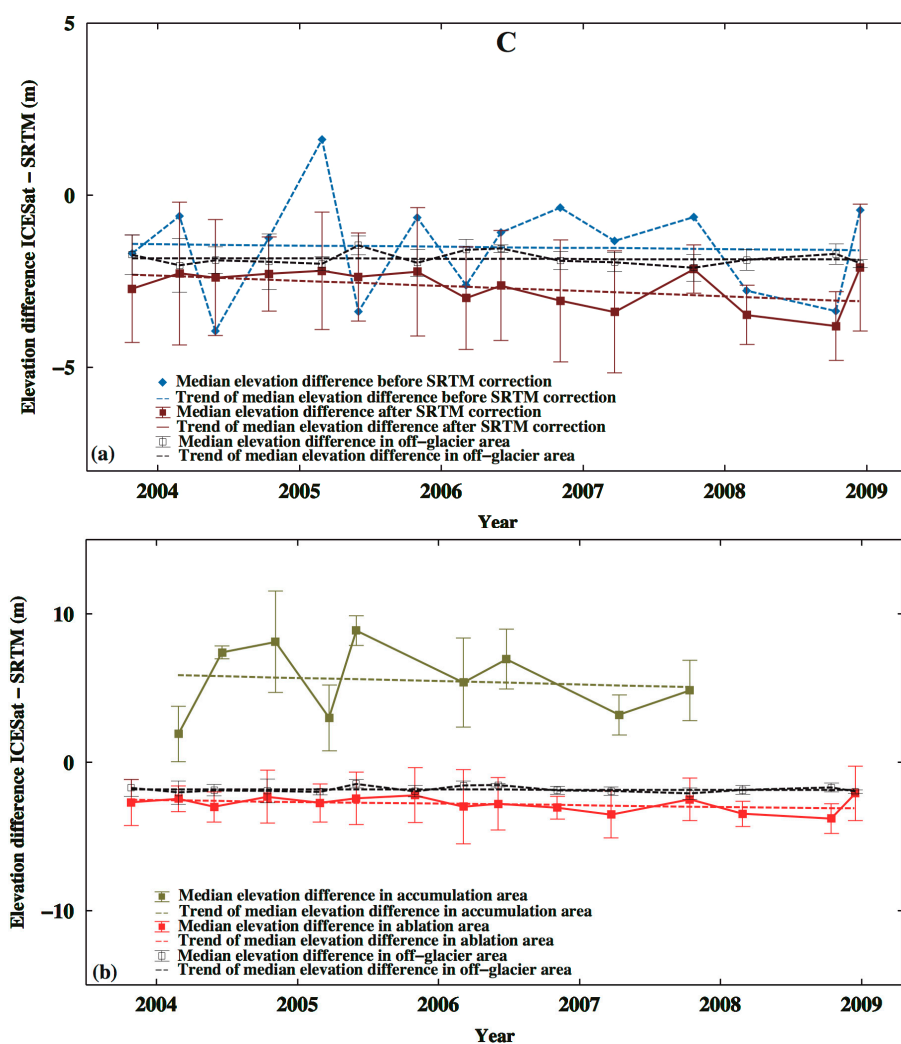 C
5
0
−5
Elevation difference ICESat − SRTM (m)
Median elevation difference before SRTM correction
Trend of median elevation difference before SRTM correction
Median elevation difference after SRTM correction
Trend of median elevation difference after SRTM correction
Median elevation difference in off−glacier area
Trend of median elevation difference in off−glacier area
(a)
2004 2005 2006 2007 2008 2009
Year
10
0
−10
Elevation difference ICESat − SRTM (m)
Median elevation difference in accumulation area
Trend of median elevation difference in accumulation area
Median elevation difference in ablation area
Trend of median elevation difference in ablation area
Median elevation difference in off−glacier area
Trend of median elevation difference in off−glacier area
(b)
2004 2005 2006 2007 2008 2009
Year